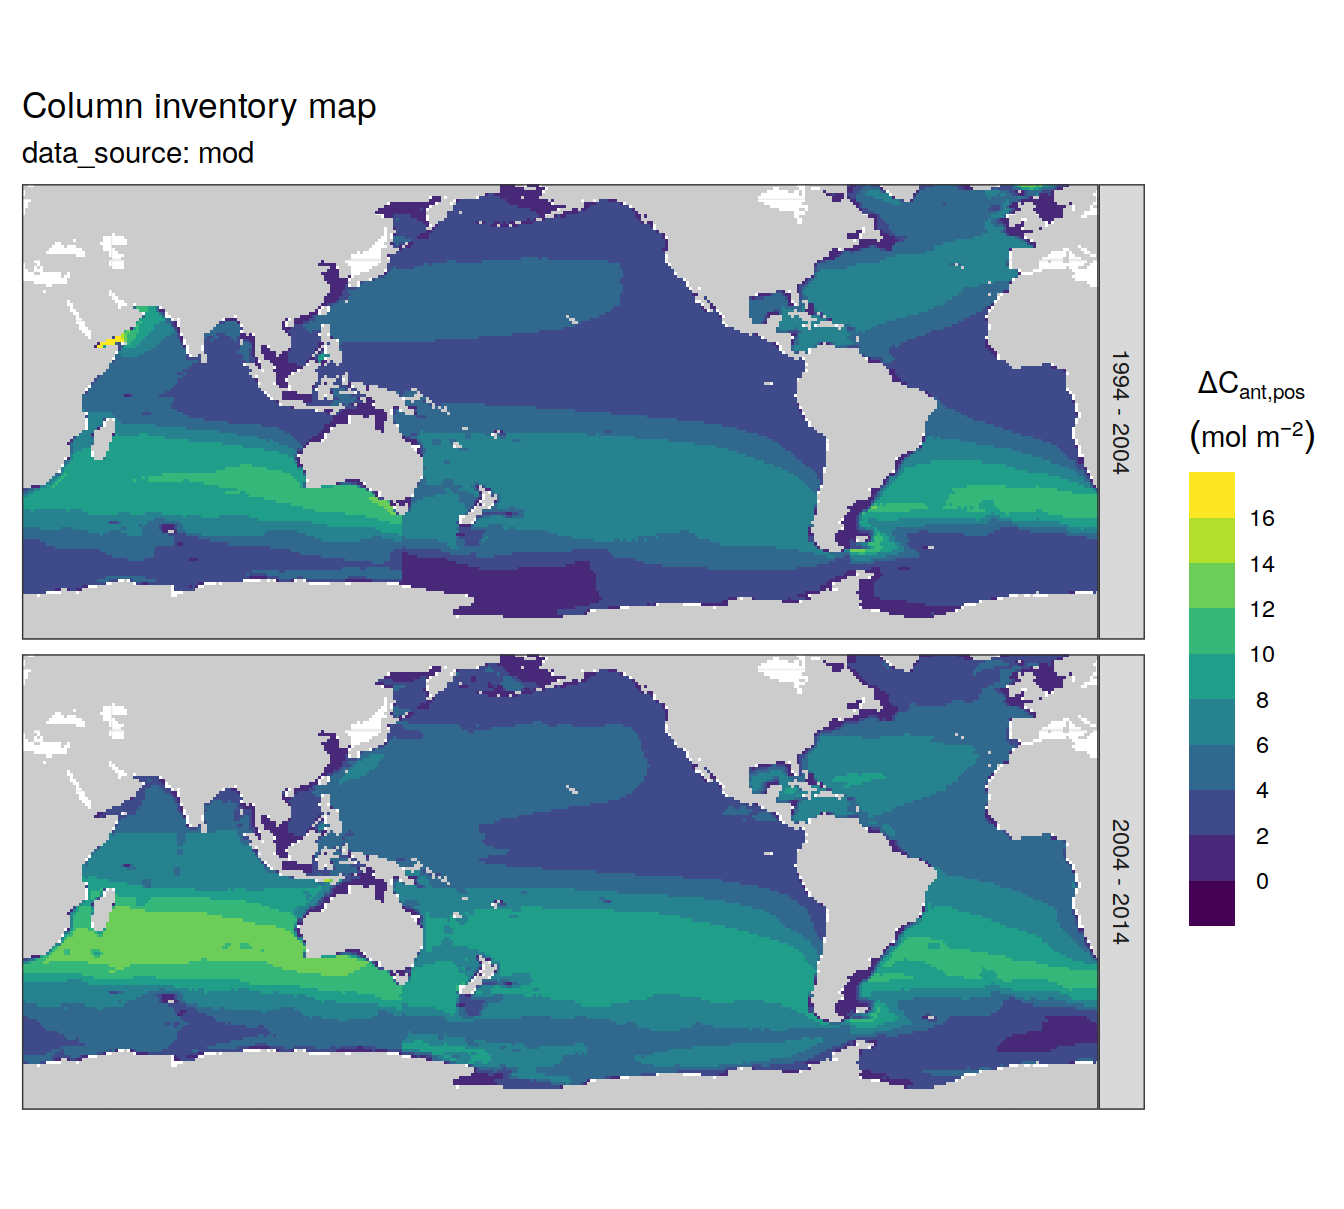 Column inventory map
data_source: mod
1994 - 2004
2004 - 2014
ΔCant,pos
(mol m−2)
16
14
12
10
8
6
4
2
0